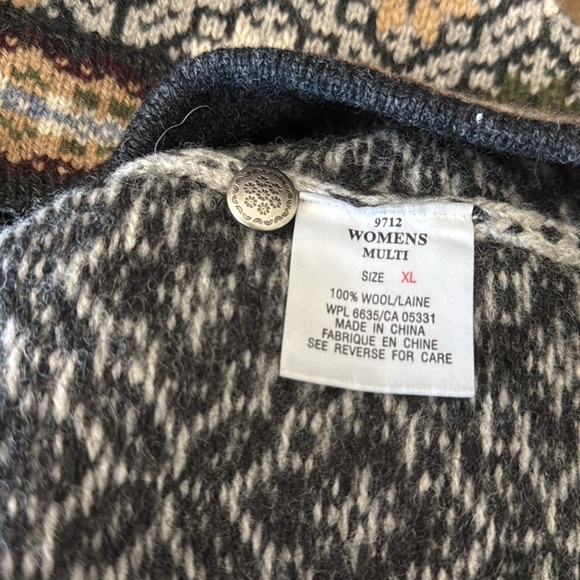 9712
WOMENS
MULTI
SIZE XL
100% WOOL/LAINE
WPL 6635/CA 05331
MADE IN CHINA
FABRIQUE EN CHINE
SEE REVERSE FOR CARE